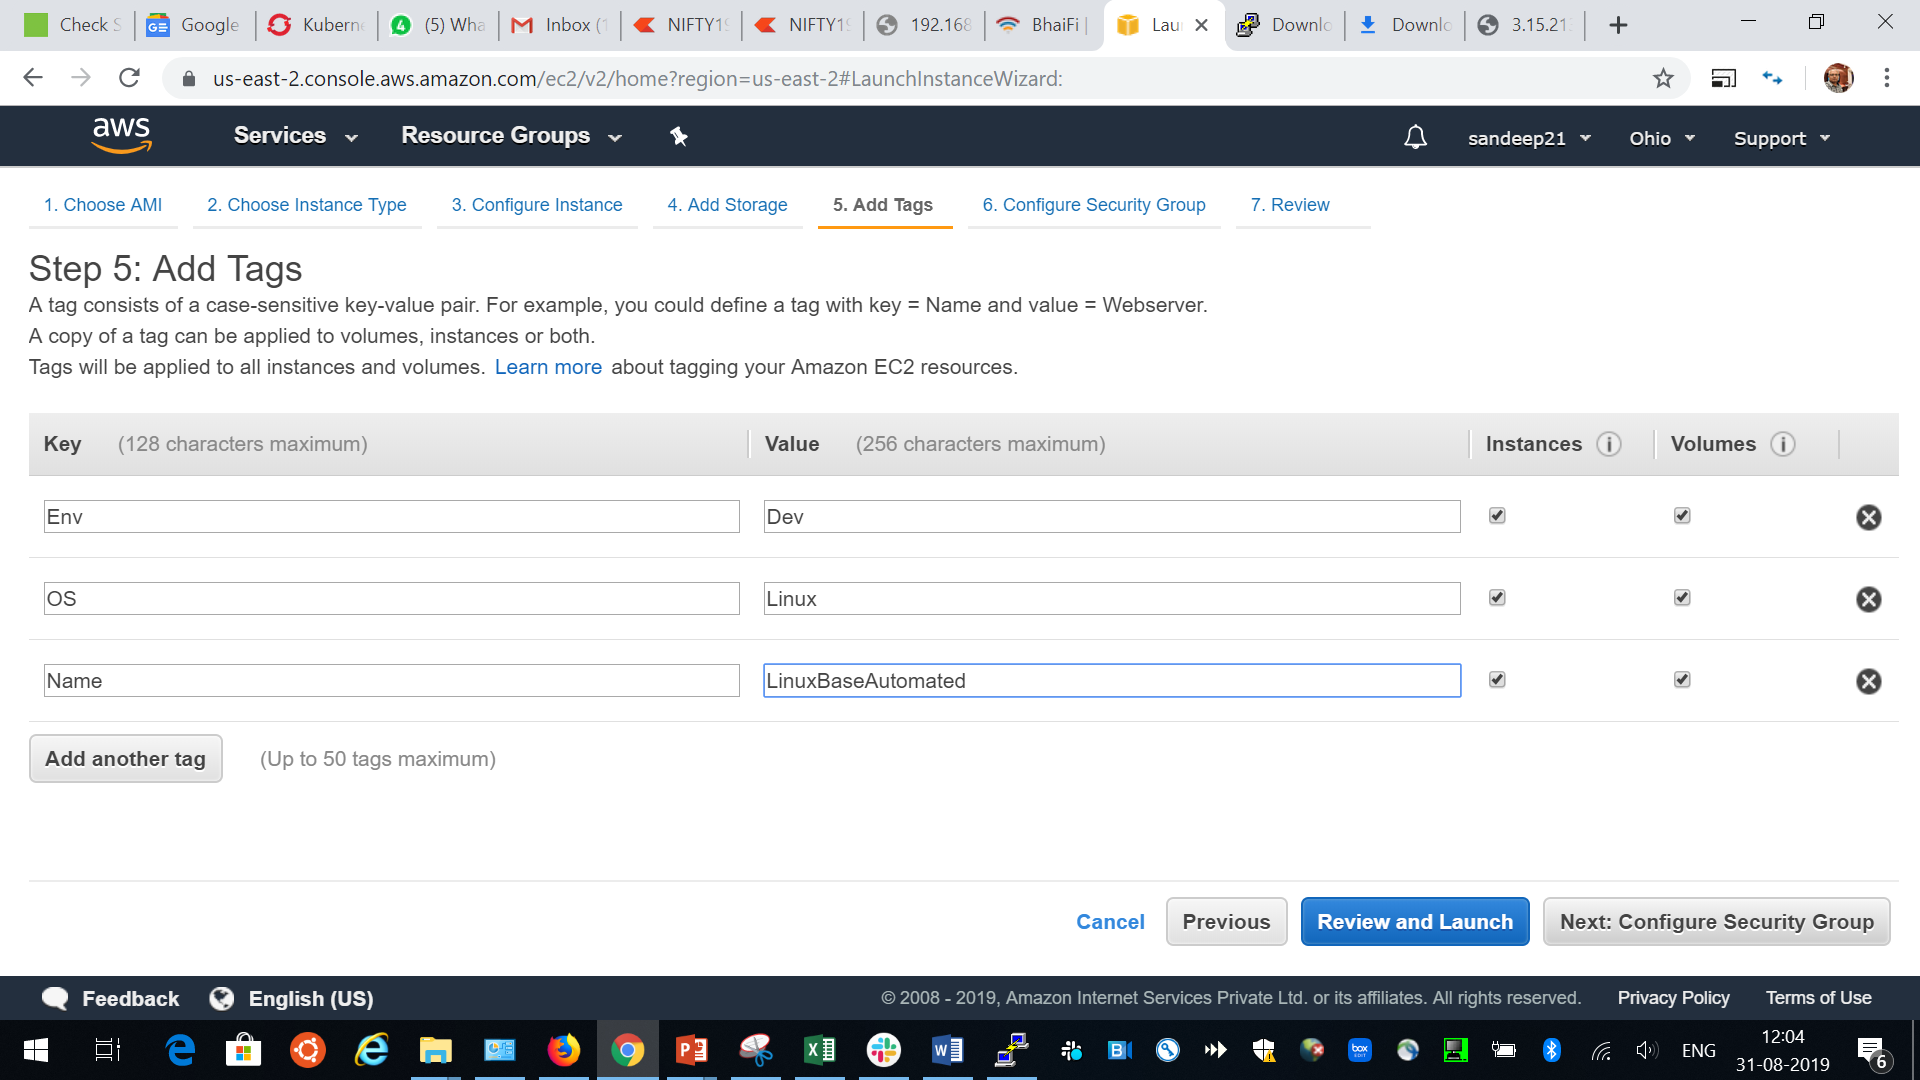 Check S
Google
Kuberne
(5) Wha
Inbox (1
NIFTY19
NIFTY19
192.168
BhaiFi |
Lau
Downlo
Downlo
3.15.213
us-east-2.console.aws.amazon.com/ec2/v2/home?region=us-east-2#LaunchInstanceWizard:
aws
Services
Resource Groups
sandeep21
Ohio
Support
1. Choose AMI
2. Choose Instance Type
3. Configure Instance
4. Add Storage
5. Add Tags
6. Configure Security Group
7. Review
Step 5: Add Tags
A tag consists of a case-sensitive key-value pair. For example, you could define a tag with key = Name and value = Webserver.
A copy of a tag can be applied to volumes, instances or both.
Tags will be applied to all instances and volumes. Learn more about tagging your Amazon EC2 resources.
Key (128 characters maximum)
Value (256 characters maximum)
Instances
Volumes
Env
Dev
OS
Linux
Name
LinuxBaseAutomated
Add another tag
(Up to 50 tags maximum)
Cancel
Previous
Review and Launch
Next: Configure Security Group
Feedback
English (US)
© 2008 - 2019, Amazon Internet Services Private Ltd. or its affiliates. All rights reserved.
Privacy Policy
Terms of Use
ENG
12:04
31-08-2019
6